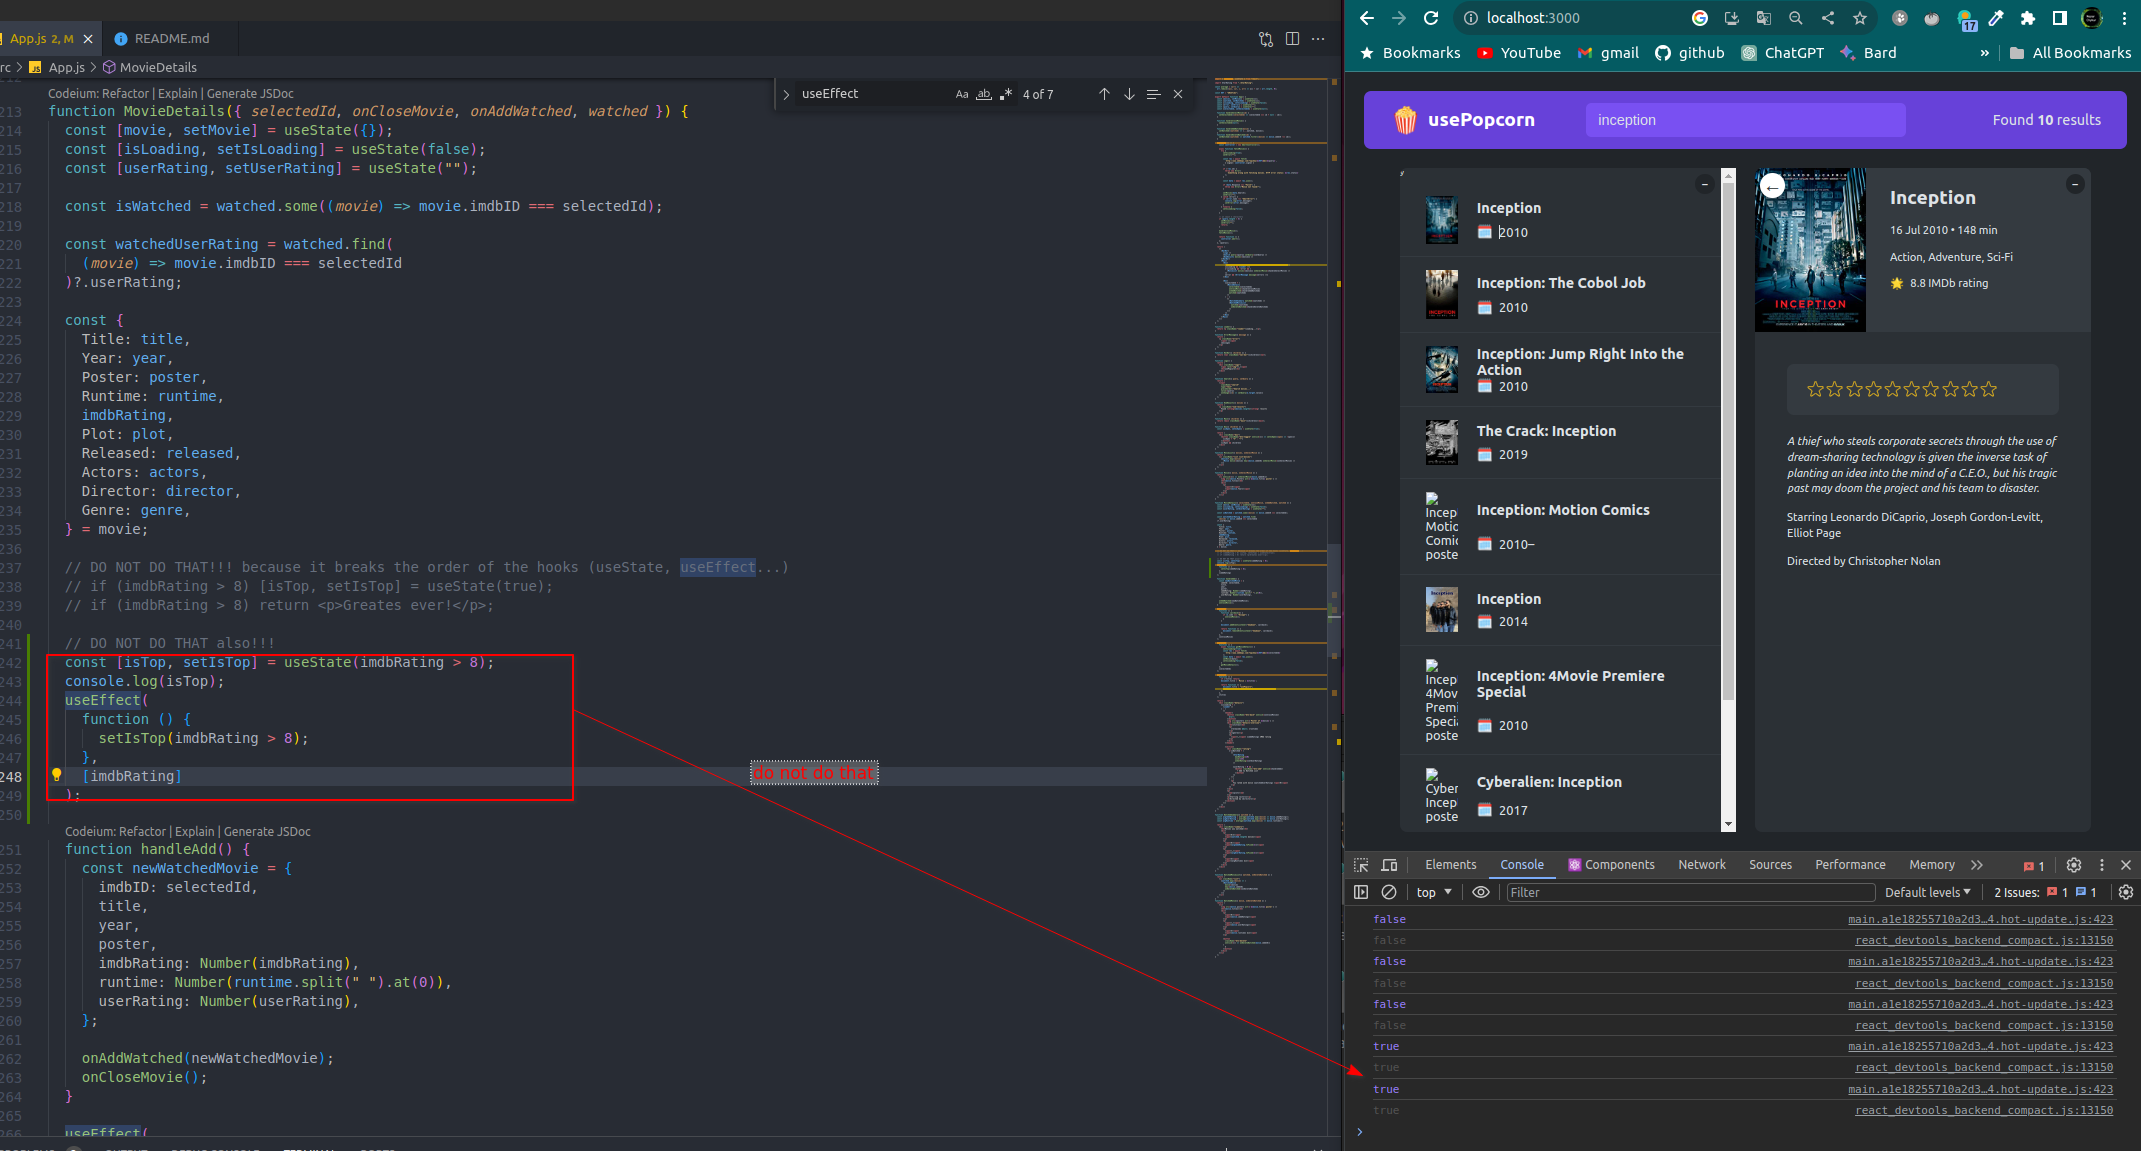 App.js 2, M
README.md
rc > App.js > MovieDetails
useEffect
Aa ab 4 of 7
Codeium: Refactor | Explain | Generate JSDoc
213 function MovieDetails({ selectedId, onCloseMovie, onAddWatched, watched }) {
214 const [movie, setMovie] = useState({});
215 const [isLoading, setIsLoading] = useState(false);
216 const [userRating, setUserRating] = useState("");
217
218 const isWatched = watched.some((movie) => movie.imdbID === selectedId);
219
220 const watchedUserRating = watched.find(
221 (movie) => movie.imdbID === selectedId
222 )?.userRating;
223
224 const {
225 Title: title,
226 Year: year,
227 Poster: poster,
228 Runtime: runtime,
229 imdbRating,
230 Plot: plot,
231 Released: released,
232 Actors: actors,
233 Director: director,
234 Genre: genre,
235 } = movie;
236
237 // DO NOT DO THAT!!! because it breaks the order of the hooks (useState, useEffect...)
238 // if (imdbRating > 8) [isTop, setIsTop] = useState(true);
239 // if (imdbRating > 8) return <p>Greates ever!</p>;
240
241 // DO NOT DO THAT also!!!
242 const [isTop, setIsTop] = useState(imdbRating > 8);
243 console.log(isTop);
244 useEffect(
245 function () {
246 setIsTop(imdbRating > 8);
247 },
248 [imdbRating]
do not do that
249 );
250
Codeium: Refactor | Explain | Generate JSDoc
251 function handleAdd() {
252 const newWatchedMovie = {
253 imdbID: selectedId,
254 title,
255 year,
256 poster,
257 imdbRating: Number(imdbRating),
258 runtime: Number(runtime.split(" ").at(0)),
259 userRating: Number(userRating),
260 };
261
262 onAddWatched(newWatchedMovie);
263 onCloseMovie();
264 }
265
266 useEffect(
localhost:3000
17
Bookmarks YouTube gmail github ChatGPT Bard » All Bookmarks
usePopcorn
inception
Found 10 results
Inception
2010
Inception: The Cobol Job
2010
Inception: Jump Right Into the
Action
2010
The Crack: Inception
2019
Incep
Motio
Comic
poste
Inception: Motion Comics
2010–
Inception
2014
Incep
4Mov
Premi
Specia
poste
Inception: 4Movie Premiere
Special
2010
Cyber
Incep
poste
Cyberalien: Inception
2017
INCEPTION
Inception
16 Jul 2010 • 148 min
Action, Adventure, Sci-Fi
8.8 IMDb rating
A thief who steals corporate secrets through the use of
dream-sharing technology is given the inverse task of
planting an idea into the mind of a C.E.O., but his tragic
past may doom the project and his team to disaster.
Starring Leonardo DiCaprio, Joseph Gordon-Levitt,
Elliot Page
Directed by Christopher Nolan
Elements Console Components Network Sources Performance Memory » 1
top Filter Default levels 2 Issues: 1 1
false main.a1e18255710a2d3…4.hot-update.js:423
false react_devtools_backend_compact.js:13150
false main.a1e18255710a2d3…4.hot-update.js:423
false react_devtools_backend_compact.js:13150
false main.a1e18255710a2d3…4.hot-update.js:423
false react_devtools_backend_compact.js:13150
true main.a1e18255710a2d3…4.hot-update.js:423
true react_devtools_backend_compact.js:13150
true main.a1e18255710a2d3…4.hot-update.js:423
true react_devtools_backend_compact.js:13150